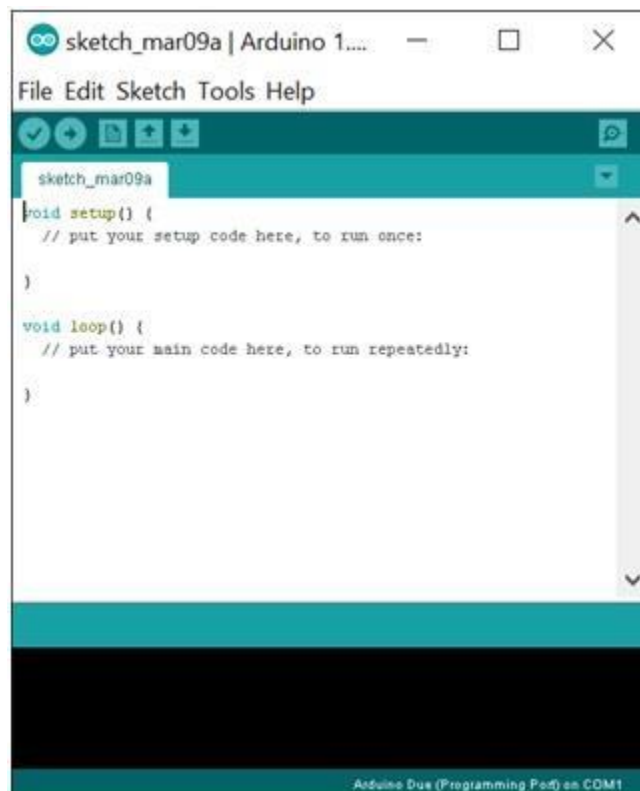 sketch_mar09a | Arduino 1....
File Edit Sketch Tools Help
sketch_mar09a
void setup() {
  // put your setup code here, to run once:
}
void loop() {
  // put your main code here, to run repeatedly:
}
Arduino Due (Programming Port) on COM1